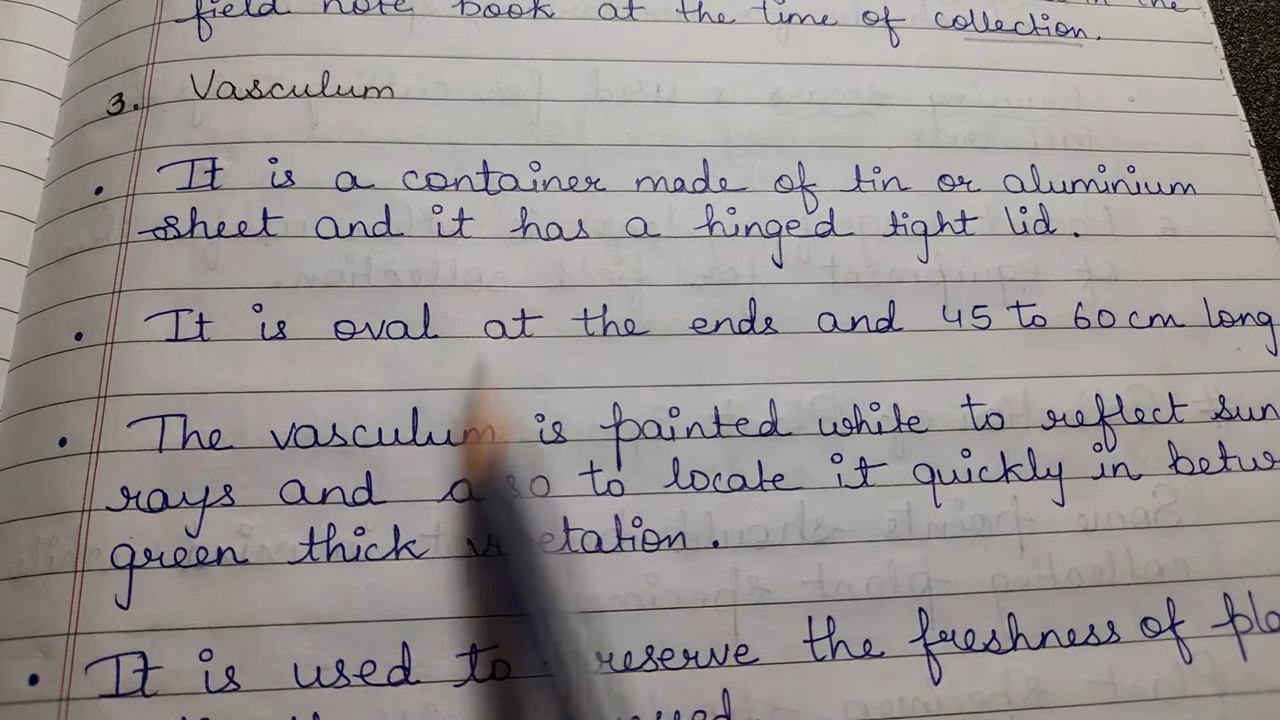 field note book at the time of collection.
3. Vasculum
• It is a container made of tin or aluminium
sheet and it has a hinged tight lid.
• It is oval at the ends and 45 to 60 cm long
• The vasculum is painted white to reflect sun
rays and also to locate it quickly in betw
green thick vegetation.
• It is used to reserve the freshness of pla